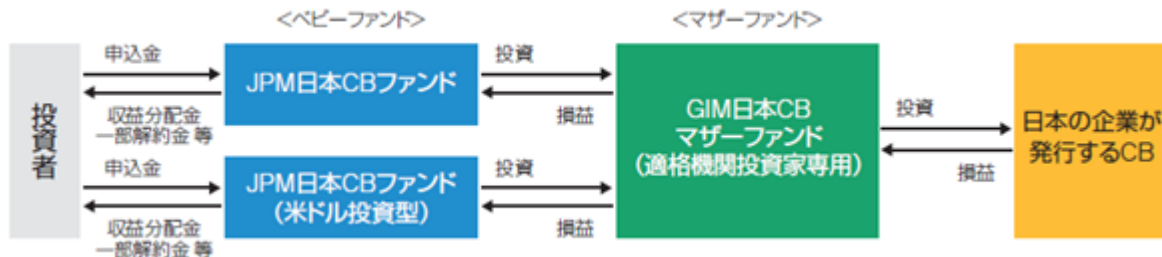 ＜ベビーファンド＞
＜マザーファンド＞
投資者
申込金
収益分配金
一部解約金 等
JPM日本CBファンド
投資
損益
申込金
収益分配金
一部解約金 等
JPM日本CBファンド
（米ドル投資型）
投資
損益
GIM日本CB
マザーファンド
（適格機関投資家専用）
投資
損益
日本の企業が
発行するCB